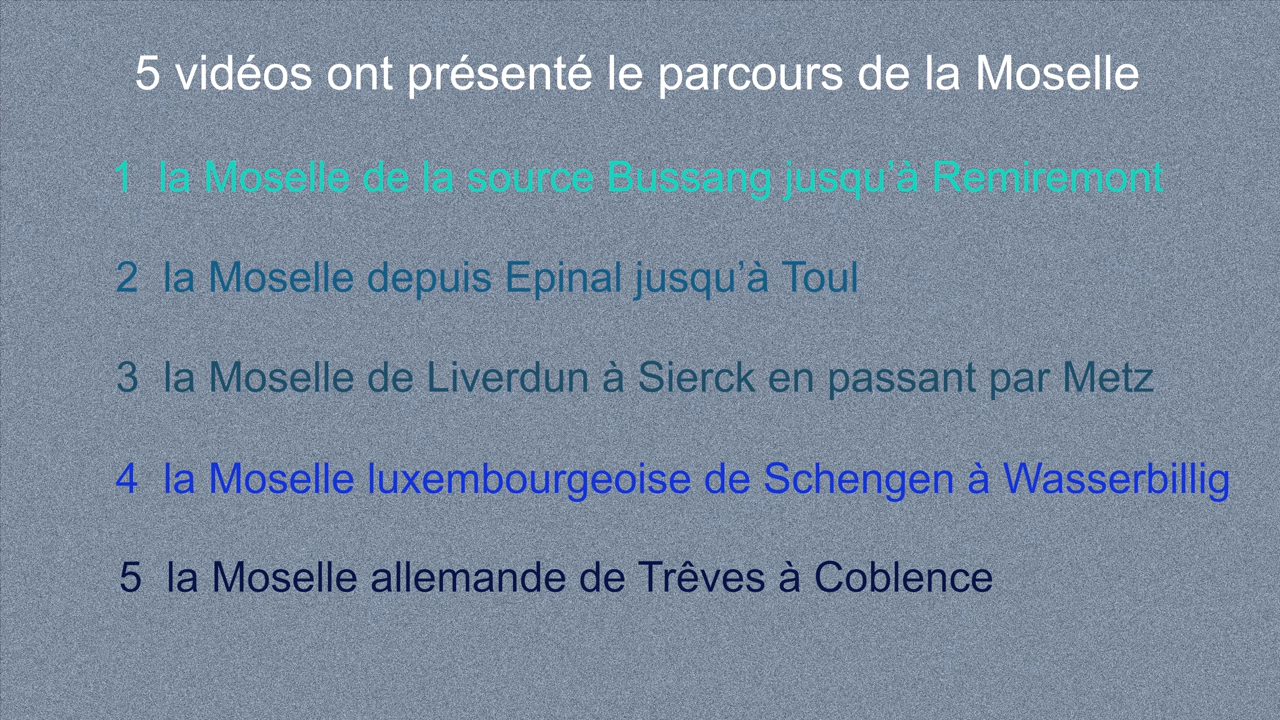 5 vidéos ont présenté le parcours de la Moselle
1 la Moselle de la source Bussang jusqu’à Remiremont
2 la Moselle depuis Epinal jusqu’à Toul
3 la Moselle de Liverdun à Sierck en passant par Metz
4 la Moselle luxembourgeoise de Schengen à Wasserbillig
5 la Moselle allemande de Trêves à Coblence